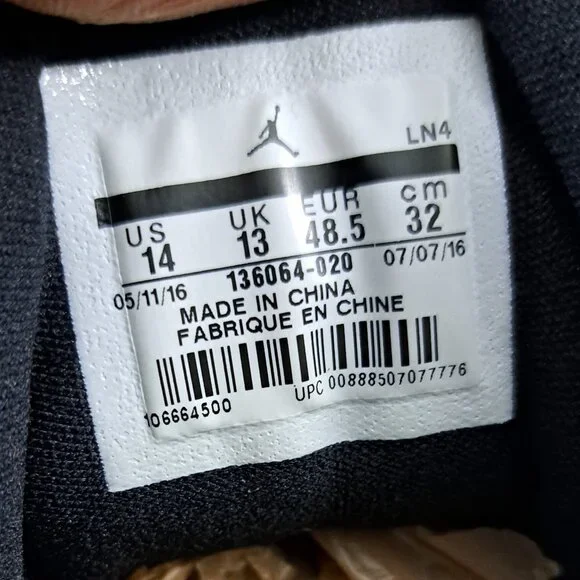 LN4
US UK EUR cm
14 13 48.5 32
05/11/16 136064-020 07/07/16
MADE IN CHINA
FABRIQUE EN CHINE
106664500 UPC 00888507077776